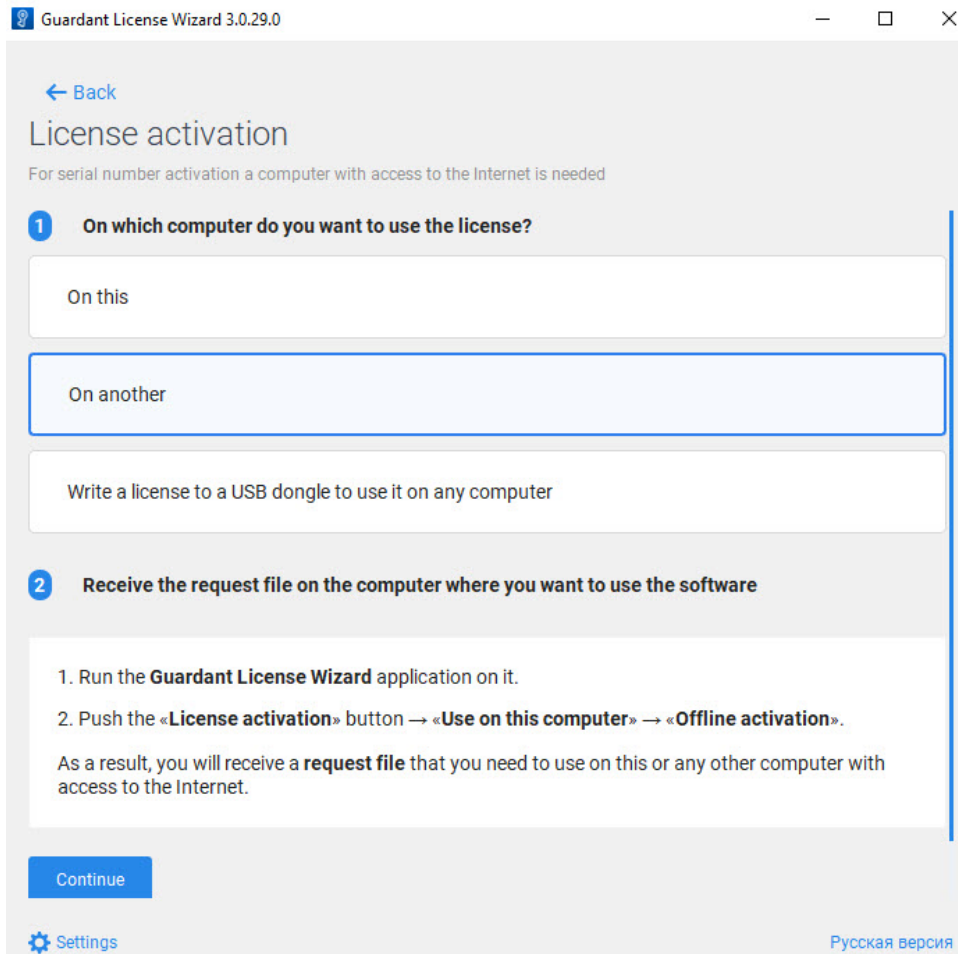 Guardant License Wizard 3.0.29.0
← Back
License activation
For serial number activation a computer with access to the Internet is needed
1 On which computer do you want to use the license?
On this
On another
Write a license to a USB dongle to use it on any computer
2 Receive the request file on the computer where you want to use the software
1. Run the Guardant License Wizard application on it.
2. Push the «License activation» button → «Use on this computer» → «Offline activation».
As a result, you will receive a request file that you need to use on this or any other computer with
access to the Internet.
Continue
Settings
Русская версия